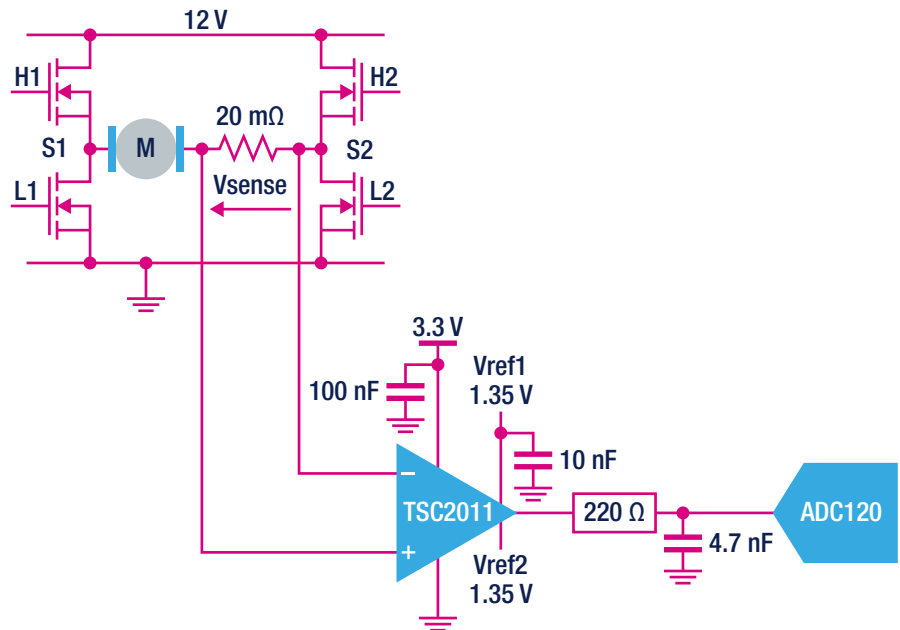 12 V
H1
H2
20 mΩ
S1
M
S2
Vsense
L1
L2
3.3 V
Vref1
1.35 V
100 nF
10 nF
−
TSC2011
+
220 Ω
ADC120
4.7 nF
Vref2
1.35 V